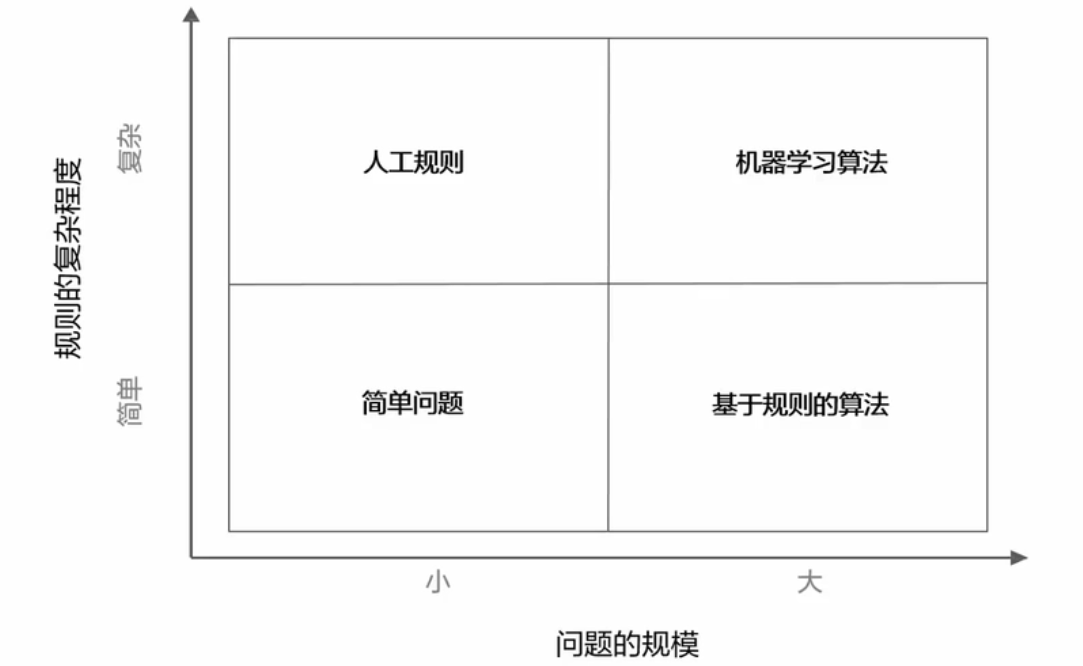 规则的复杂程度
复杂
人工规则
机器学习算法
简单
简单问题
基于规则的算法
小
大
问题的规模